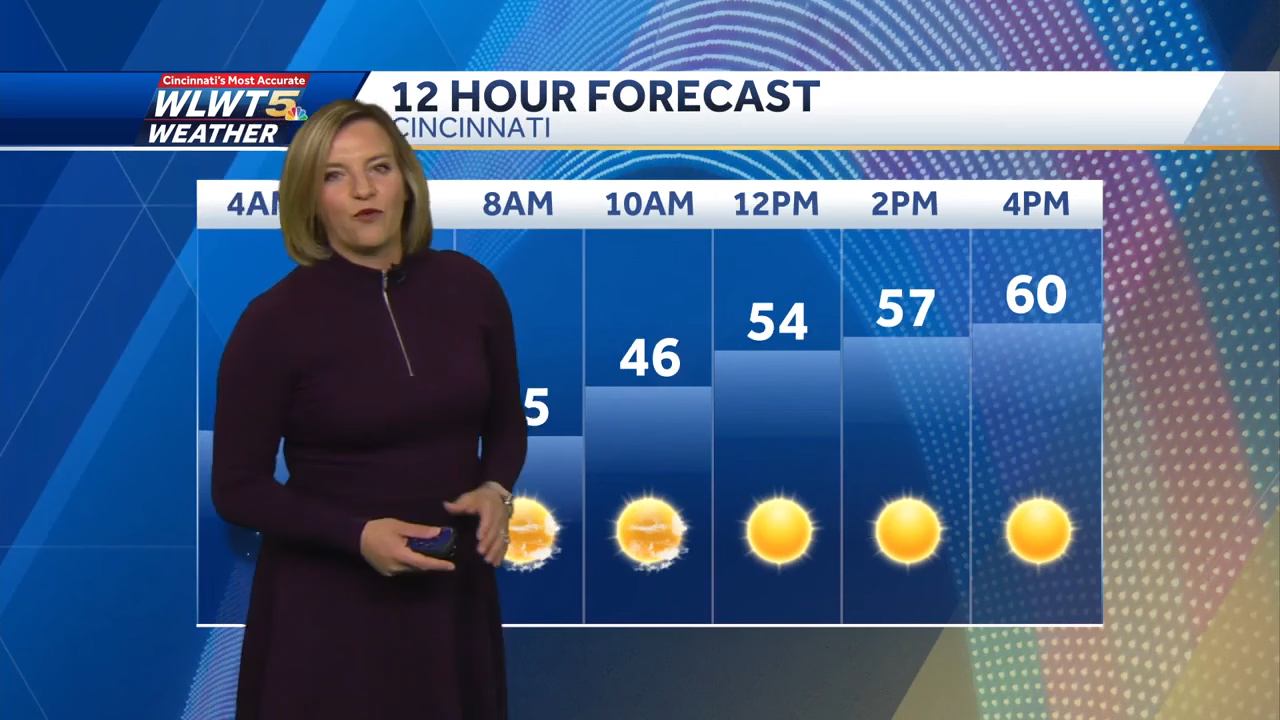 Cincinnati's Most Accurate
WLWT5
WEATHER
12 HOUR FORECAST
CINCINNATI
8AM 10AM 12PM 2PM 4PM
46 54 57 60